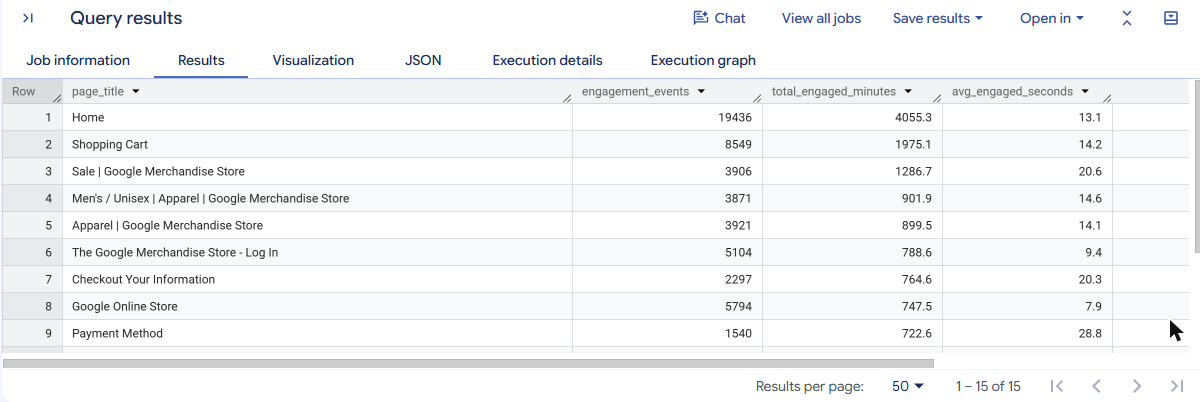 Query results Chat View all jobs Save results Open in
Job information Results Visualization JSON Execution details Execution graph
Row page_title engagement_events total_engaged_minutes avg_engaged_seconds
1 Home 19436 4055.3 13.1
2 Shopping Cart 8549 1975.1 14.2
3 Sale | Google Merchandise Store 3906 1286.7 20.6
4 Men's / Unisex | Apparel | Google Merchandise Store 3871 901.9 14.6
5 Apparel | Google Merchandise Store 3921 899.5 14.1
6 The Google Merchandise Store - Log In 5104 788.6 9.4
7 Checkout Your Information 2297 764.6 20.3
8 Google Online Store 5794 747.5 7.9
9 Payment Method 1540 722.6 28.8
Results per page: 50 1 – 15 of 15